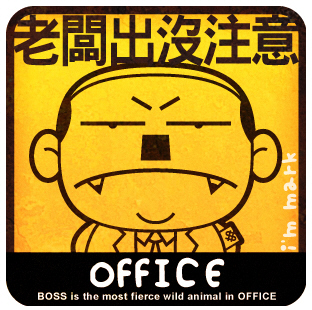 老闆出沒注意
i'm mark
$
OFFICE
BOSS is the most fierce wild animal in OFFICE